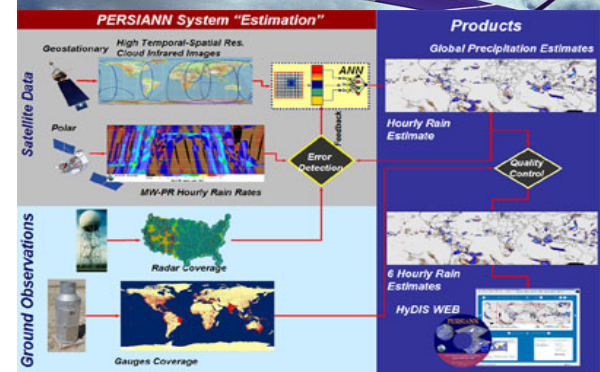 PERSIANN System "Estimation"
Products
Satellite Data
Geostationary
High Temporal-Spatial Res.
Cloud Infrared Images
ANN
Global Precipitation Estimates
Feedback
Hourly Rain
Estimate
Polar
MW-PR Hourly Rain Rates
Error
Detection
Quality
Control
Ground Observations
Radar Coverage
Gauges Coverage
6 Hourly Rain
Estimates
HyDIS WEB
PERSIANN